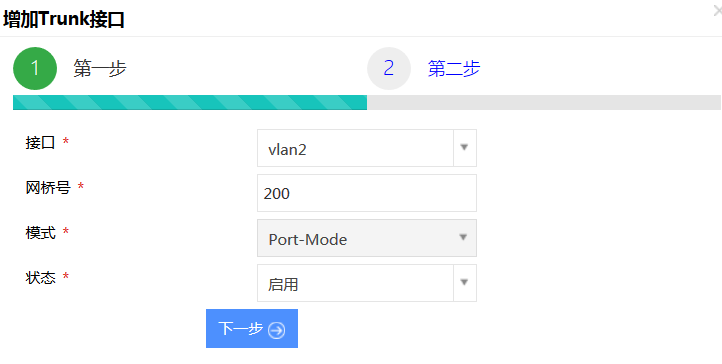 增加Trunk接口
1 第一步 2 第二步
接口 * vlan2
网桥号 * 200
模式 * Port-Mode
状态 * 启用
下一步